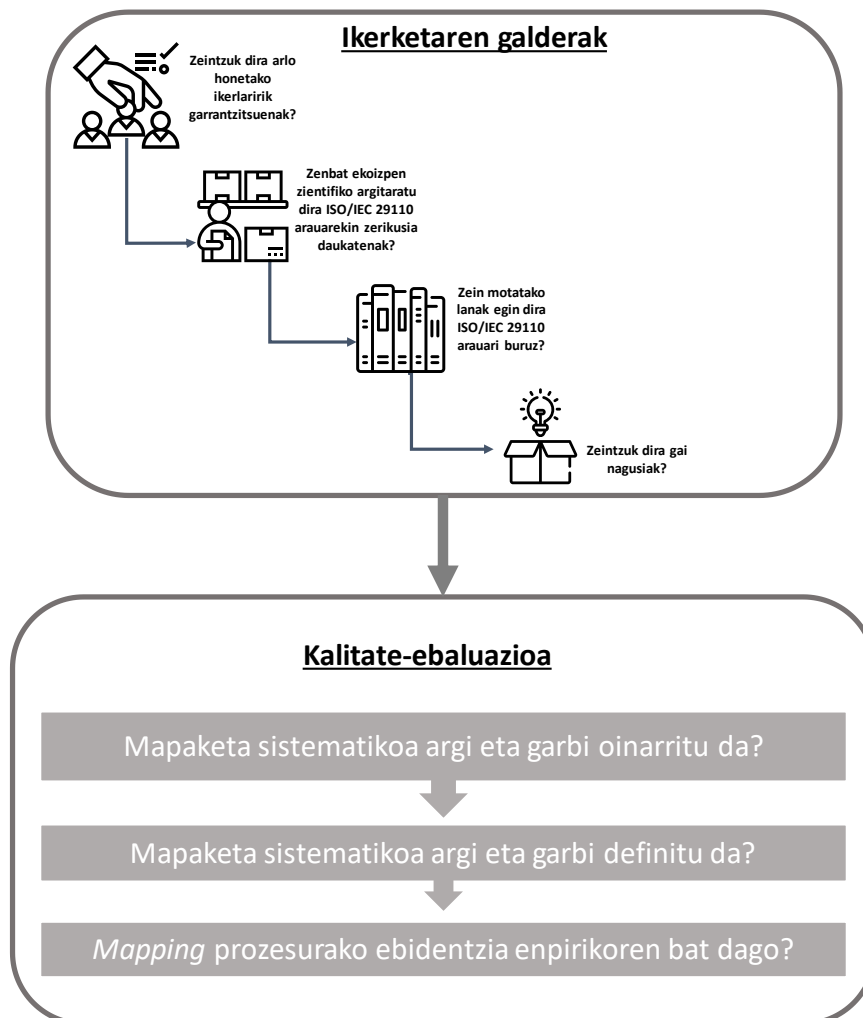 Ikerketaren galderak
Zeintzuk dira arlo
honetako
ikerlaririk
garrantzitsuenak?
Zenbat ekoizpen
zientifiko argitaratu
dira ISO/IEC 29110
arauarekin zerikusia
daukatenak?
Zein motatako
lanak egin dira
ISO/IEC 29110
arauari buruz?
Zeintzuk dira gai
nagusiak?
Kalitate-ebaluazioa
Mapaketa sistematikoa argi eta garbi oinarritu da?
Mapaketa sistematikoa argi eta garbi definitu da?
Mapping prozesurako ebidentzia enpirikoren bat dago?